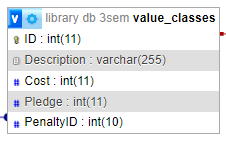 v library db 3sem value_classes
ID : int(11)
Description : varchar(255)
# Cost : int(11)
# Pledge : int(11)
# PenaltyID : int(10)